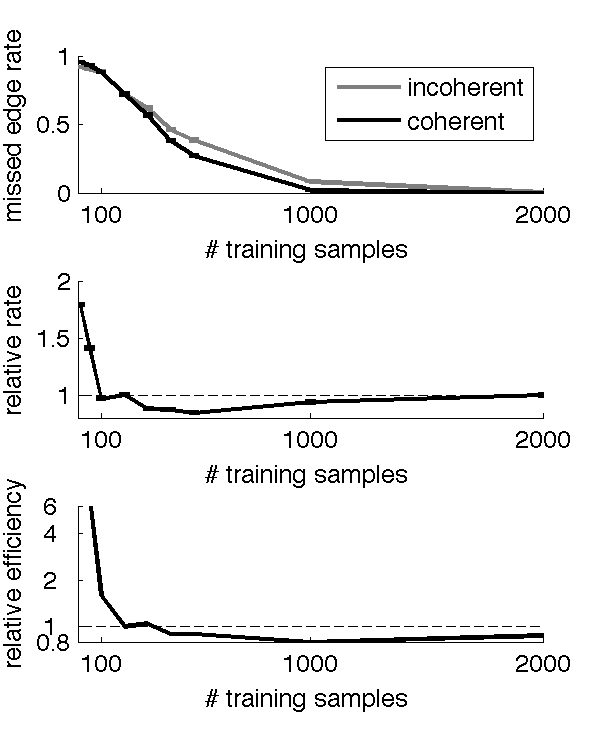 missed edge rate
1
0.5
0
incoherent
coherent
100 1000 2000
# training samples
relative rate
2
1.5
1
100 1000 2000
# training samples
relative efficiency
6
4
2
1
0.8
100 1000 2000
# training samples